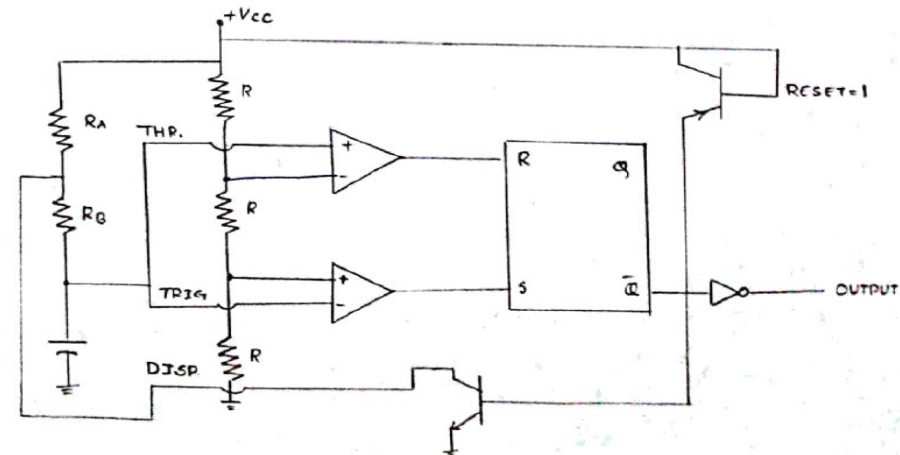 +Vcc
R
RA
THR.
RESET=1
R
Q
RB
R
TRIG
S
Q̅
OUTPUT
R
DISP.
+
-
+
-